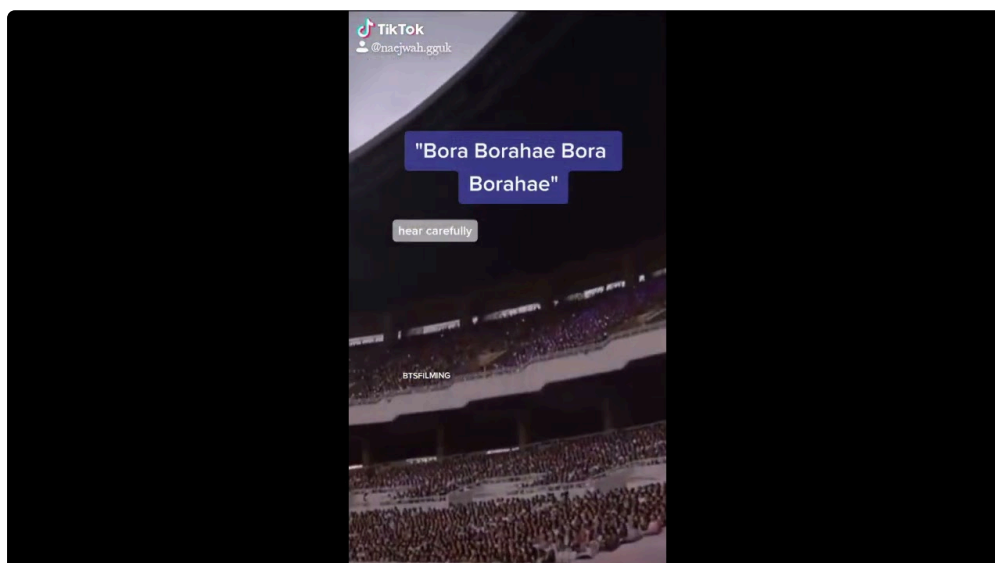 TikTok
@naejwah.gguk
"Bora Borahae Bora
Borahae"
hear carefully
BTSFILMING